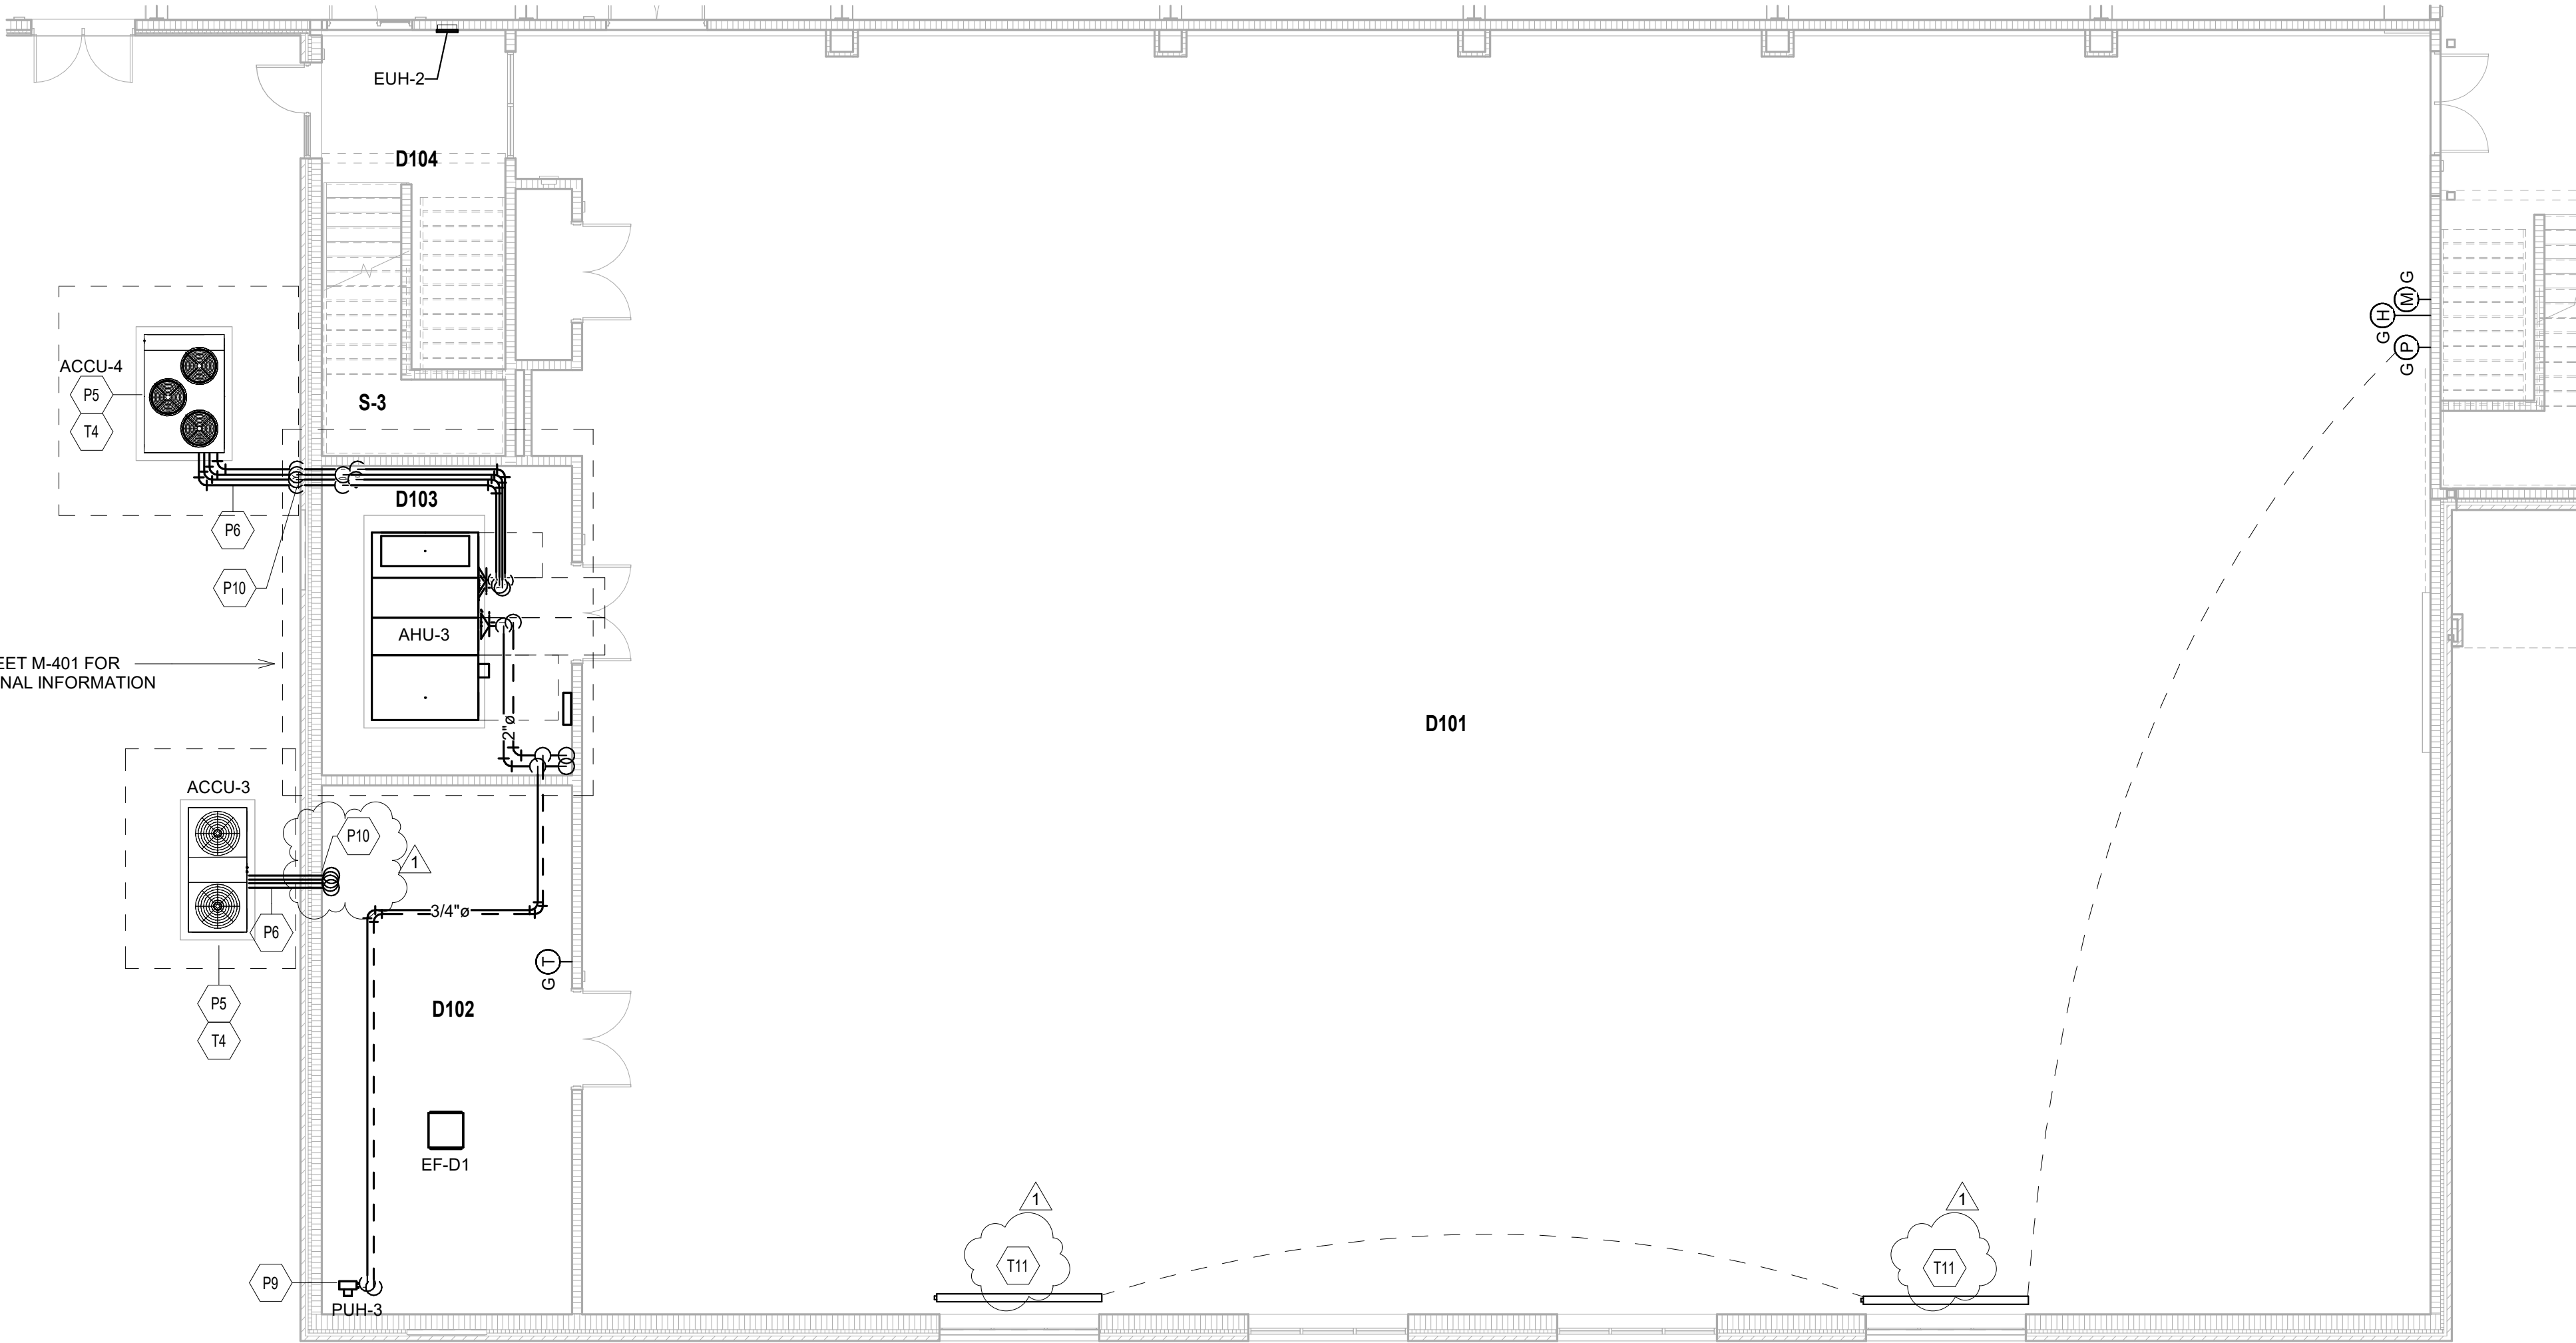 EUH-2
D104
G
M
H
G
P
G
ACCU-4
P5
T4
S-3
D103
P6
P10
AHU-3
EET M-401 FOR
NAL INFORMATION
2"ø
D101
ACCU-3
P10
1
3/4"ø
P6
T
G
P5
T4
D102
EF-D1
1
1
T11
T11
P9
PUH-3